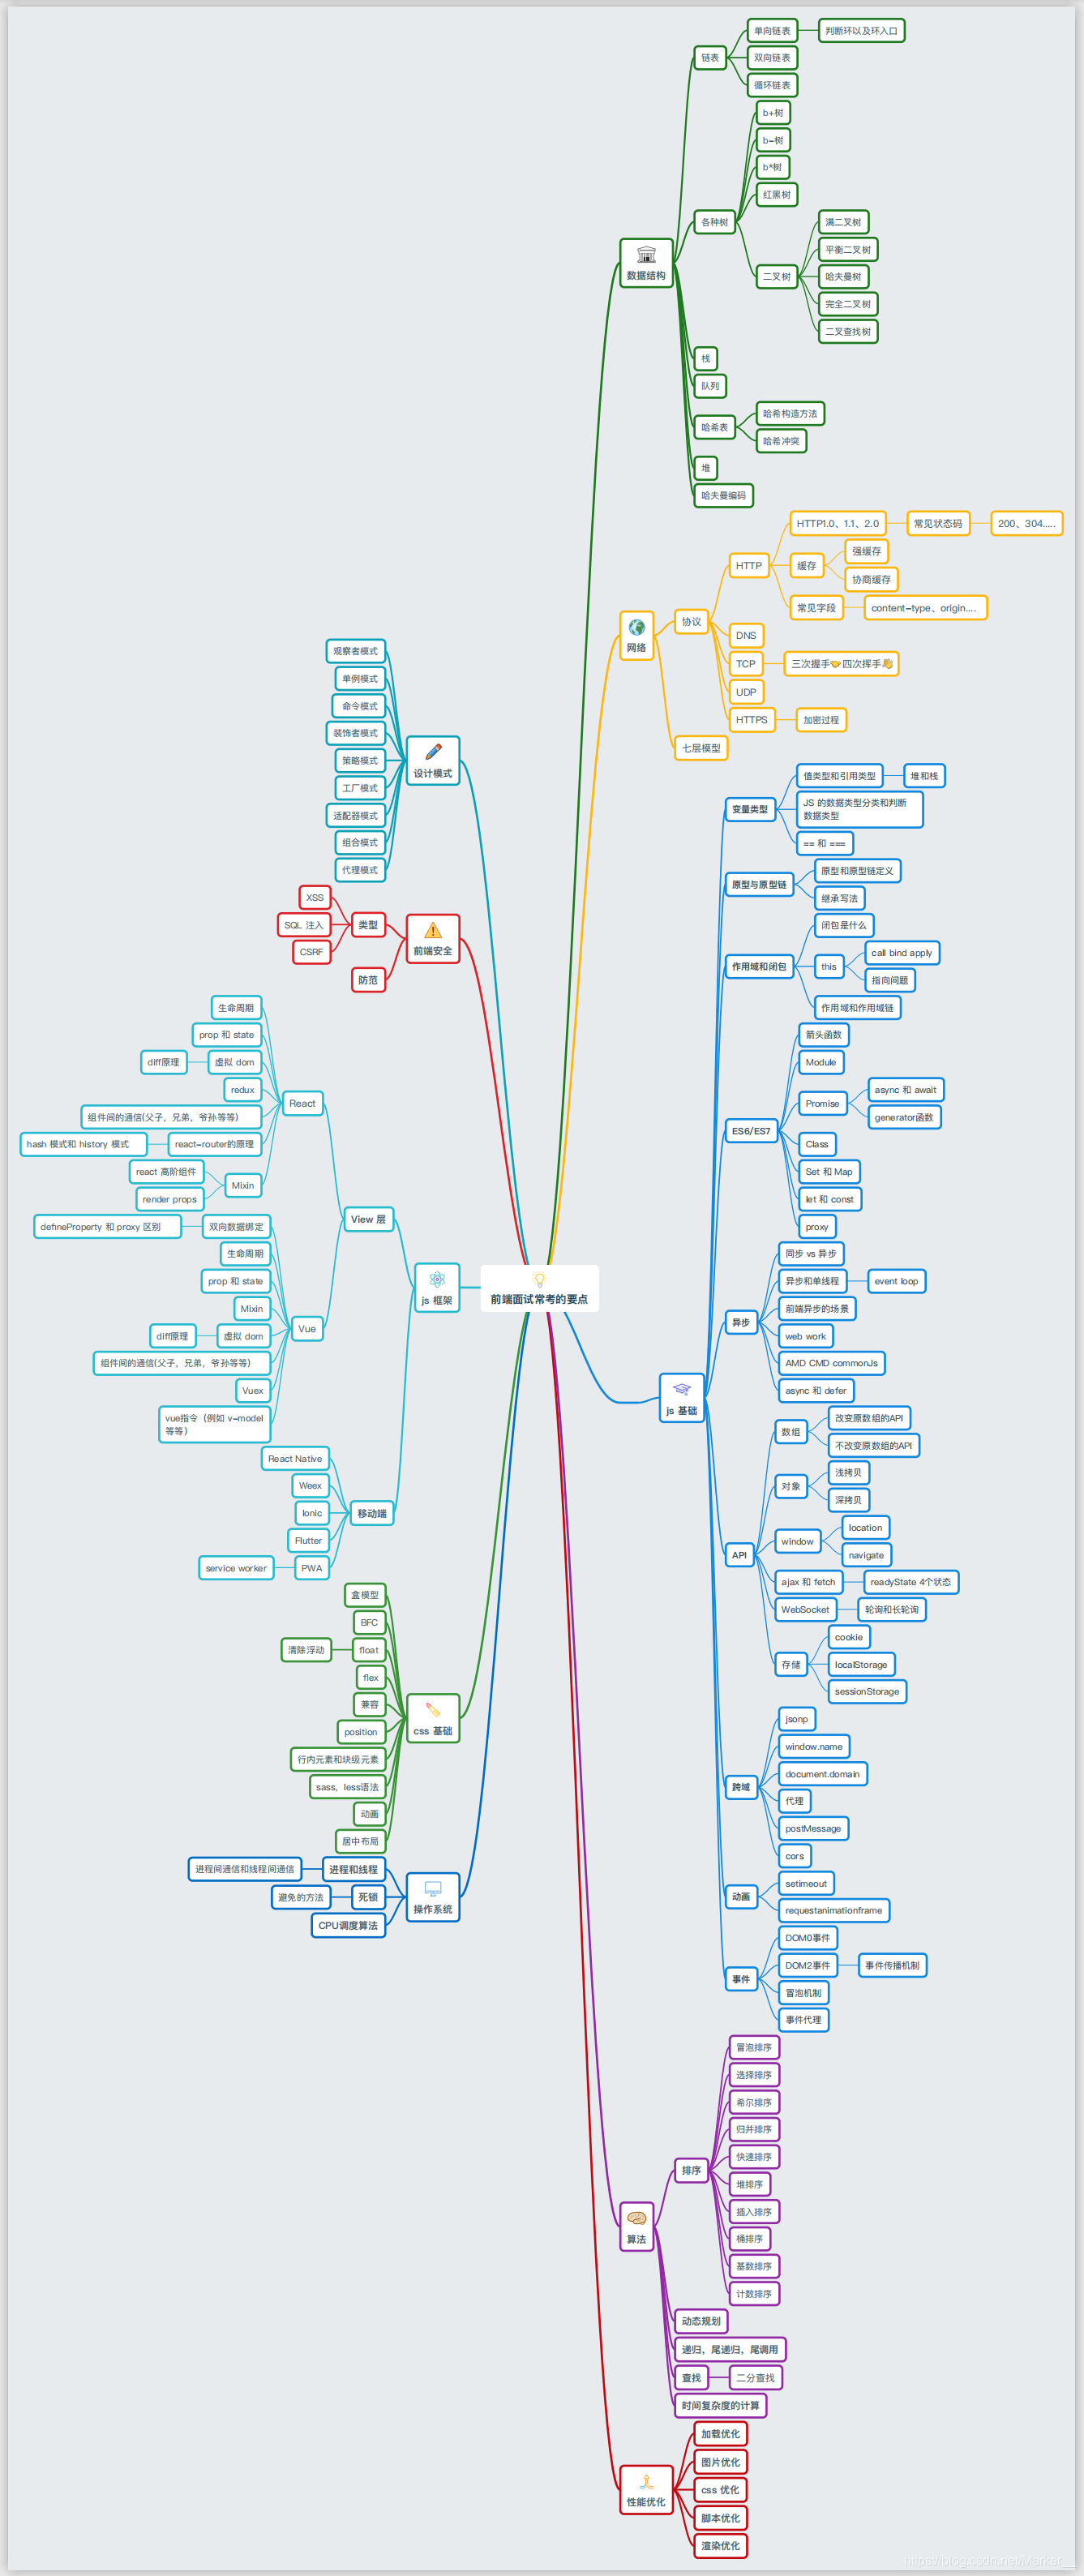 前端面试常考的要点
数据结构
链表
单向链表
判断环以及环入口
双向链表
循环链表
各种树
b+树
b-树
b*树
红黑树
二叉树
满二叉树
平衡二叉树
哈夫曼树
完全二叉树
二叉查找树
栈
队列
哈希表
哈希构造方法
哈希冲突
堆
哈夫曼编码
网络
协议
HTTP
HTTP1.0、1.1、2.0
常见状态码
200、304.....
缓存
强缓存
协商缓存
常见字段
content-type、origin....
DNS
TCP
三次握手🤝四次挥手👋
UDP
HTTPS
加密过程
七层模型
js 基础
变量类型
值类型和引用类型
堆和栈
JS 的数据类型分类和判断
数据类型
== 和 ===
原型与原型链
原型和原型链定义
继承写法
作用域和闭包
闭包是什么
this
call bind apply
指向问题
作用域和作用域链
ES6/ES7
箭头函数
Module
Promise
async 和 await
generator函数
Class
Set 和 Map
let 和 const
proxy
异步
同步 vs 异步
异步和单线程
event loop
前端异步的场景
web work
AMD CMD commonJs
async 和 defer
API
数组
改变原数组的API
不改变原数组的API
对象
浅拷贝
深拷贝
window
location
navigate
ajax 和 fetch
readyState 4个状态
WebSocket
轮询和长轮询
存储
cookie
localStorage
sessionStorage
跨域
jsonp
window.name
document.domain
代理
postMessage
cors
动画
setimeout
requestanimationframe
事件
DOM0事件
DOM2事件
事件传播机制
冒泡机制
事件代理
算法
排序
冒泡排序
选择排序
希尔排序
归并排序
快速排序
堆排序
插入排序
桶排序
基数排序
计数排序
动态规划
递归，尾递归，尾调用
查找
二分查找
时间复杂度的计算
性能优化
加载优化
图片优化
css 优化
脚本优化
渲染优化
设计模式
观察者模式
单例模式
命令模式
装饰者模式
策略模式
工厂模式
适配器模式
组合模式
代理模式
前端安全
类型
XSS
SQL 注入
CSRF
防范
js 框架
View 层
React
生命周期
prop 和 state
虚拟 dom
diff原理
redux
组件间的通信(父子，兄弟，爷孙等等)
react-router的原理
hash 模式和 history 模式
Mixin
react 高阶组件
render props
Vue
双向数据绑定
defineProperty 和 proxy 区别
生命周期
prop 和 state
Mixin
虚拟 dom
diff原理
组件间的通信(父子，兄弟，爷孙等等)
Vuex
vue指令（例如 v-model
等等）
移动端
React Native
Weex
Ionic
Flutter
PWA
service worker
css 基础
盒模型
BFC
float
清除浮动
flex
兼容
position
行内元素和块级元素
sass，less语法
动画
居中布局
操作系统
进程和线程
进程间通信和线程间通信
死锁
避免的方法
CPU调度算法